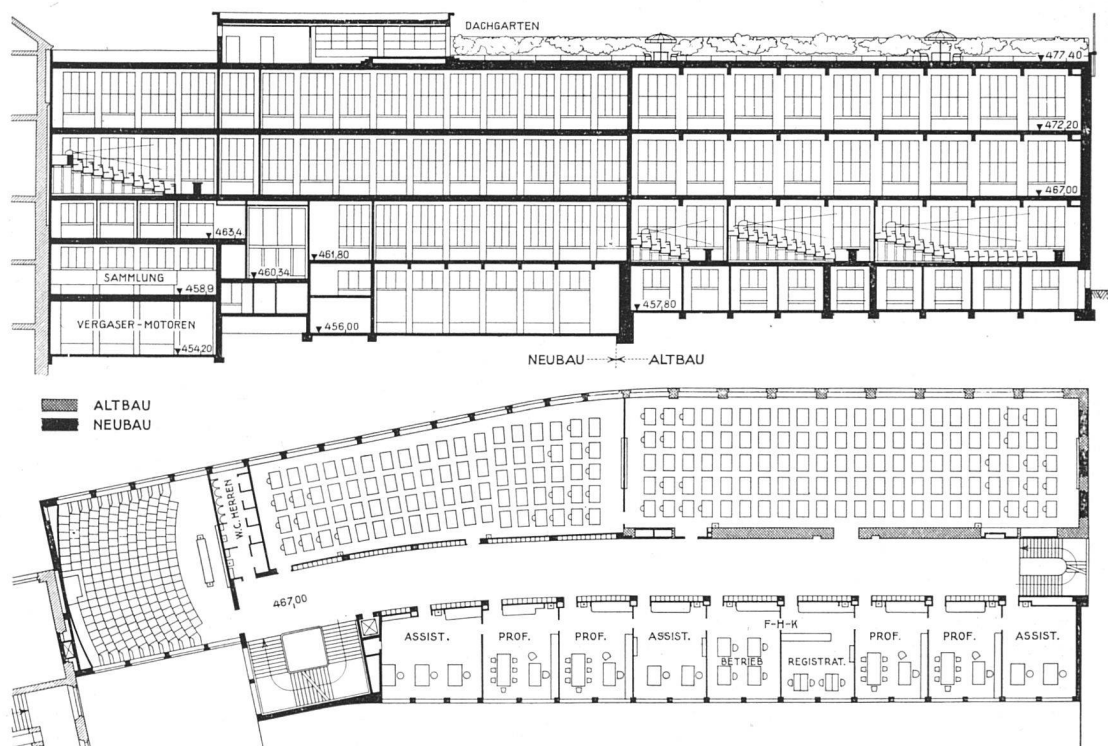 DACHGARTEN
477,40
472,20
467,00
463,4
461,80
460,34
SAMMLUNG
458,9
457,80
VERGASER-MOTOREN
456,00
454,20
NEUBAU ALTBAU
ALTBAU
NEUBAU
W.C. HERREN
467,00
F-H-K
ASSIST. PROF. PROF. ASSIST. BETRIEB REGISTRAT. PROF. PROF. ASSIST.